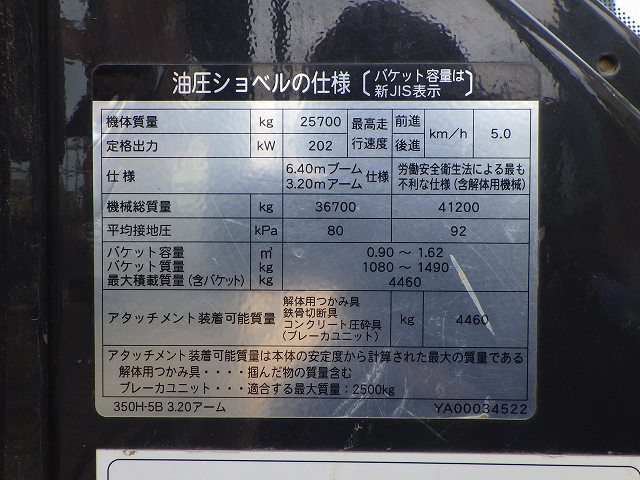 油圧ショベルの仕様〔バケット容量は新JIS表示〕
機体質量 kg 25700 最高走行速度 前進 後進 km/h 5.0
定格出力 kW 202
仕様 6.40mブーム 3.20mアーム 仕様 労働安全衛生法による最も不利な仕様(含解体用機械)
機械総質量 kg 36700 41200
平均接地圧 kPa 80 92
バケット容量 ㎥ 0.90 〜 1.62
バケット質量 kg 1080 〜 1490
最大積載質量(含バケット) kg 4460
アタッチメント装着可能質量 解体用つかみ具 鉄骨切断具 コンクリート圧砕具 (ブレーカユニット) kg 4460
アタッチメント装着可能質量は本体の安定度から計算された最大の質量である
解体用つかみ具・・・・掴んだ物の質量含む
ブレーカユニット・・・・適合する最大質量:2500kg
350H-5B 3.20アーム YA00034522